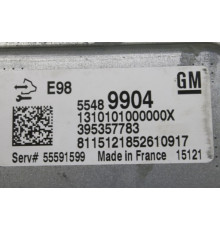 E98
GM
5548 9904
1310101000000X
395357783
8115121852610917
Serv# 55591599 Made in France 15121